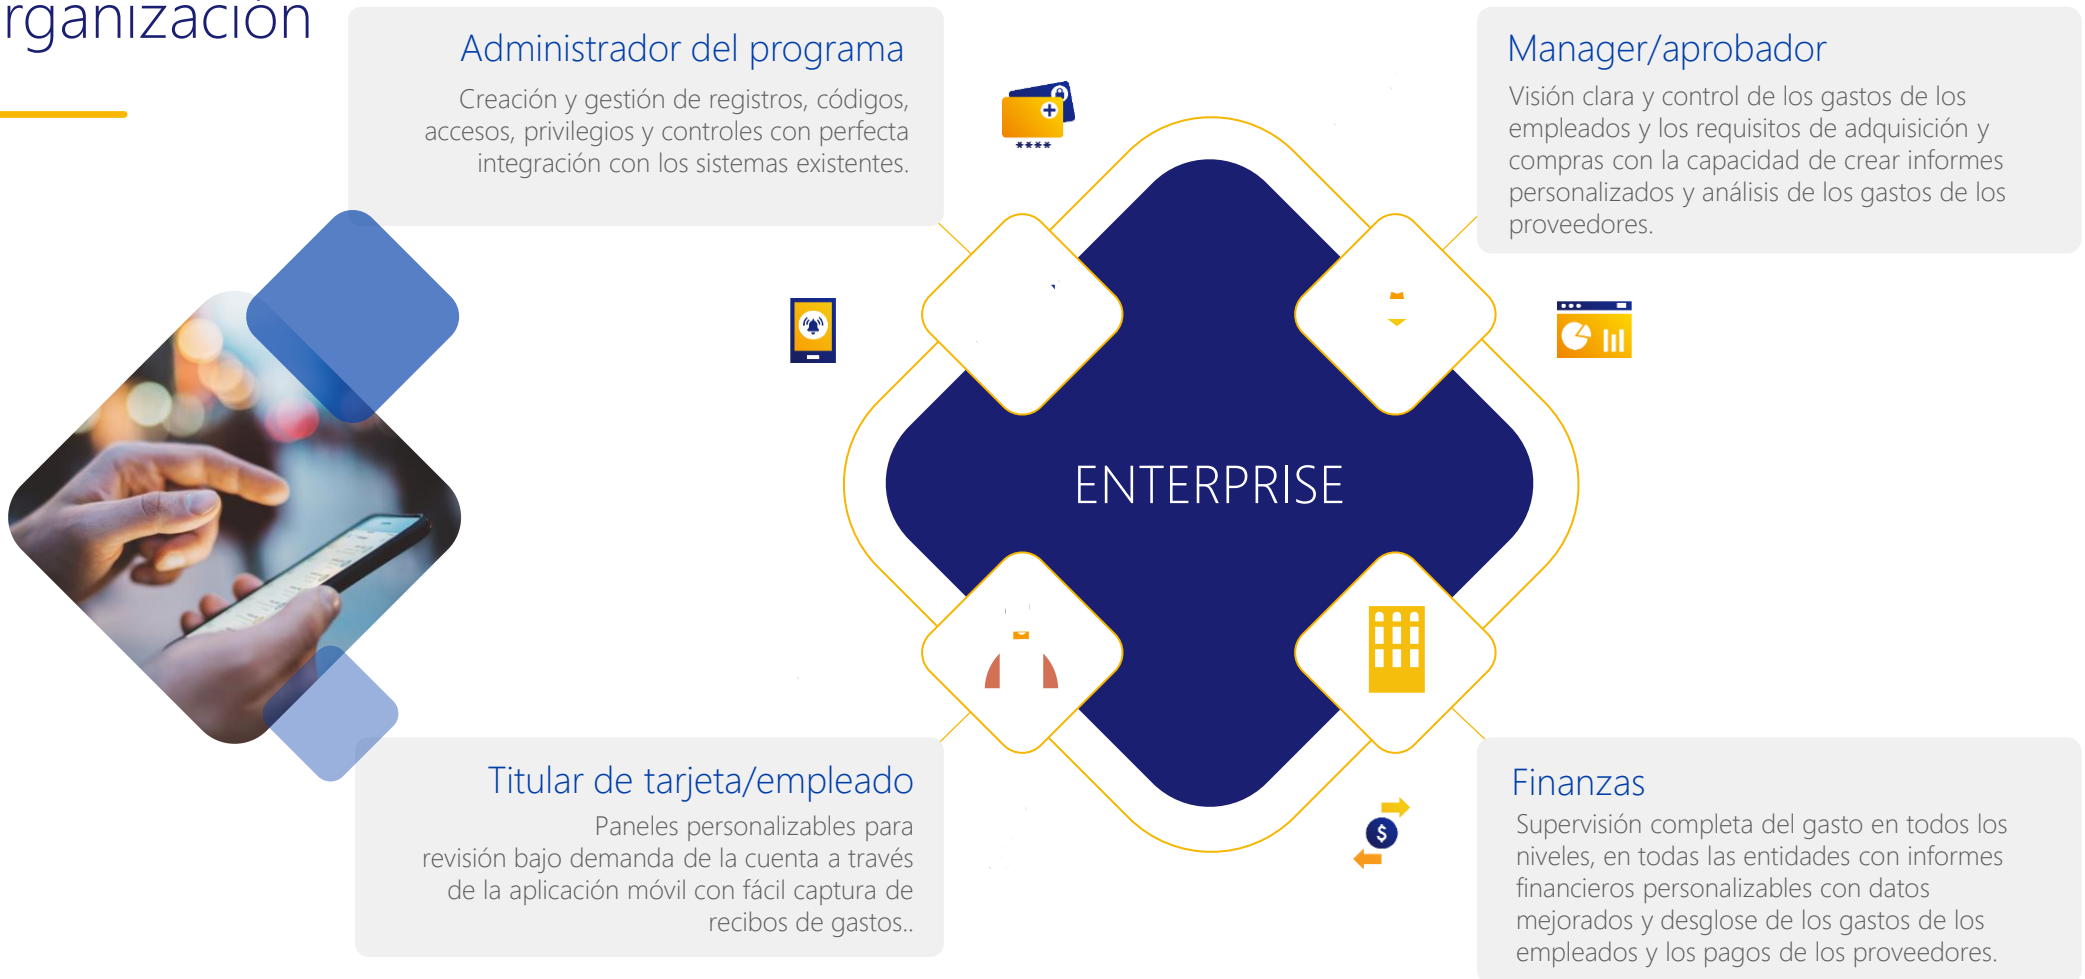 rganización
Administrador del programa
Creación y gestión de registros, códigos,
accesos, privilegios y controles con perfecta
integración con los sistemas existentes.
Manager/aprobador
Visión clara y control de los gastos de los
empleados y los requisitos de adquisición y
compras con la capacidad de crear informes
personalizados y análisis de los gastos de los
proveedores.
****
ENTERPRISE
Titular de tarjeta/empleado
Paneles personalizables para
revisión bajo demanda de la cuenta a través
de la aplicación móvil con fácil captura de
recibos de gastos..
$
Finanzas
Supervisión completa del gasto en todos los
niveles, en todas las entidades con informes
financieros personalizables con datos
mejorados y desglose de los gastos de los
empleados y los pagos de los proveedores.